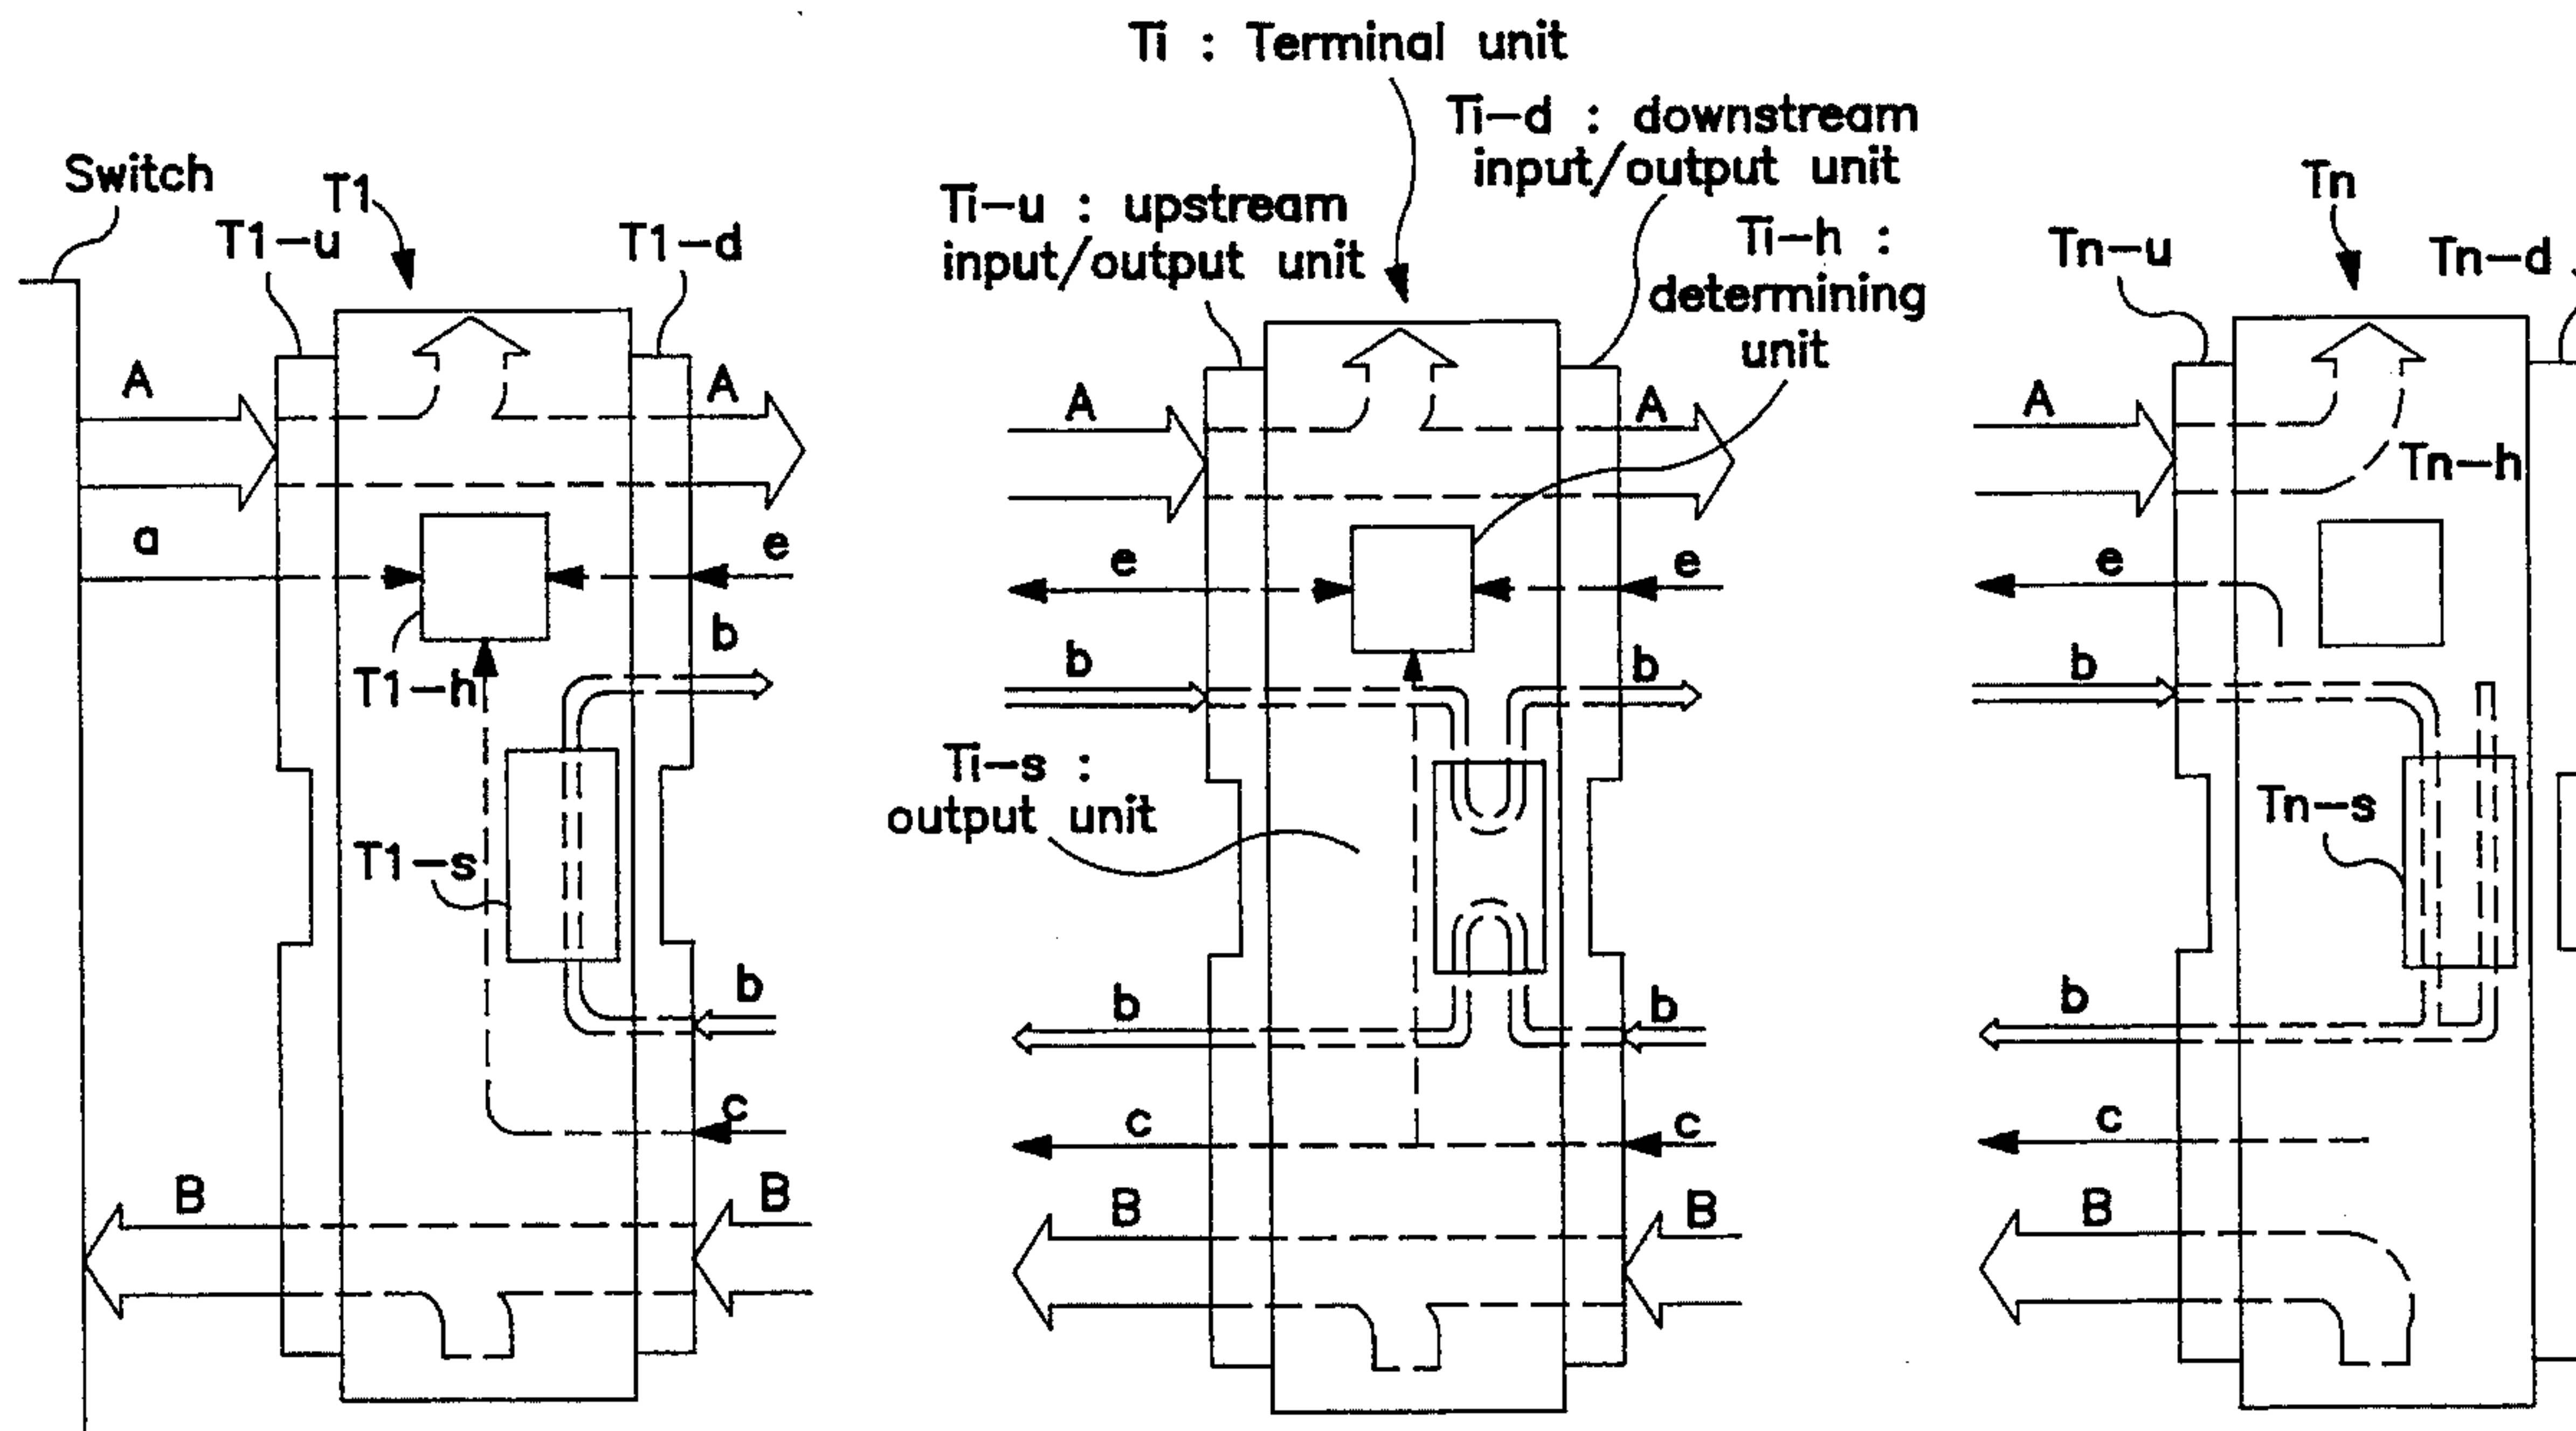 Ti : Terminal unit
Ti-d : downstream
input/output unit
Switch
T1
T1-u
T1-d
Ti-u : upstream
input/output unit
Ti-h :
determining
unit
Tn
Tn-u
Tn-d
A
A
A
A
A
Tn-h
a
e
e
e
e
b
b
b
b
T1-h
Ti-s :
output unit
T1-s
Tn-s
b
b
b
b
c
c
c
c
B
B
B
B
B